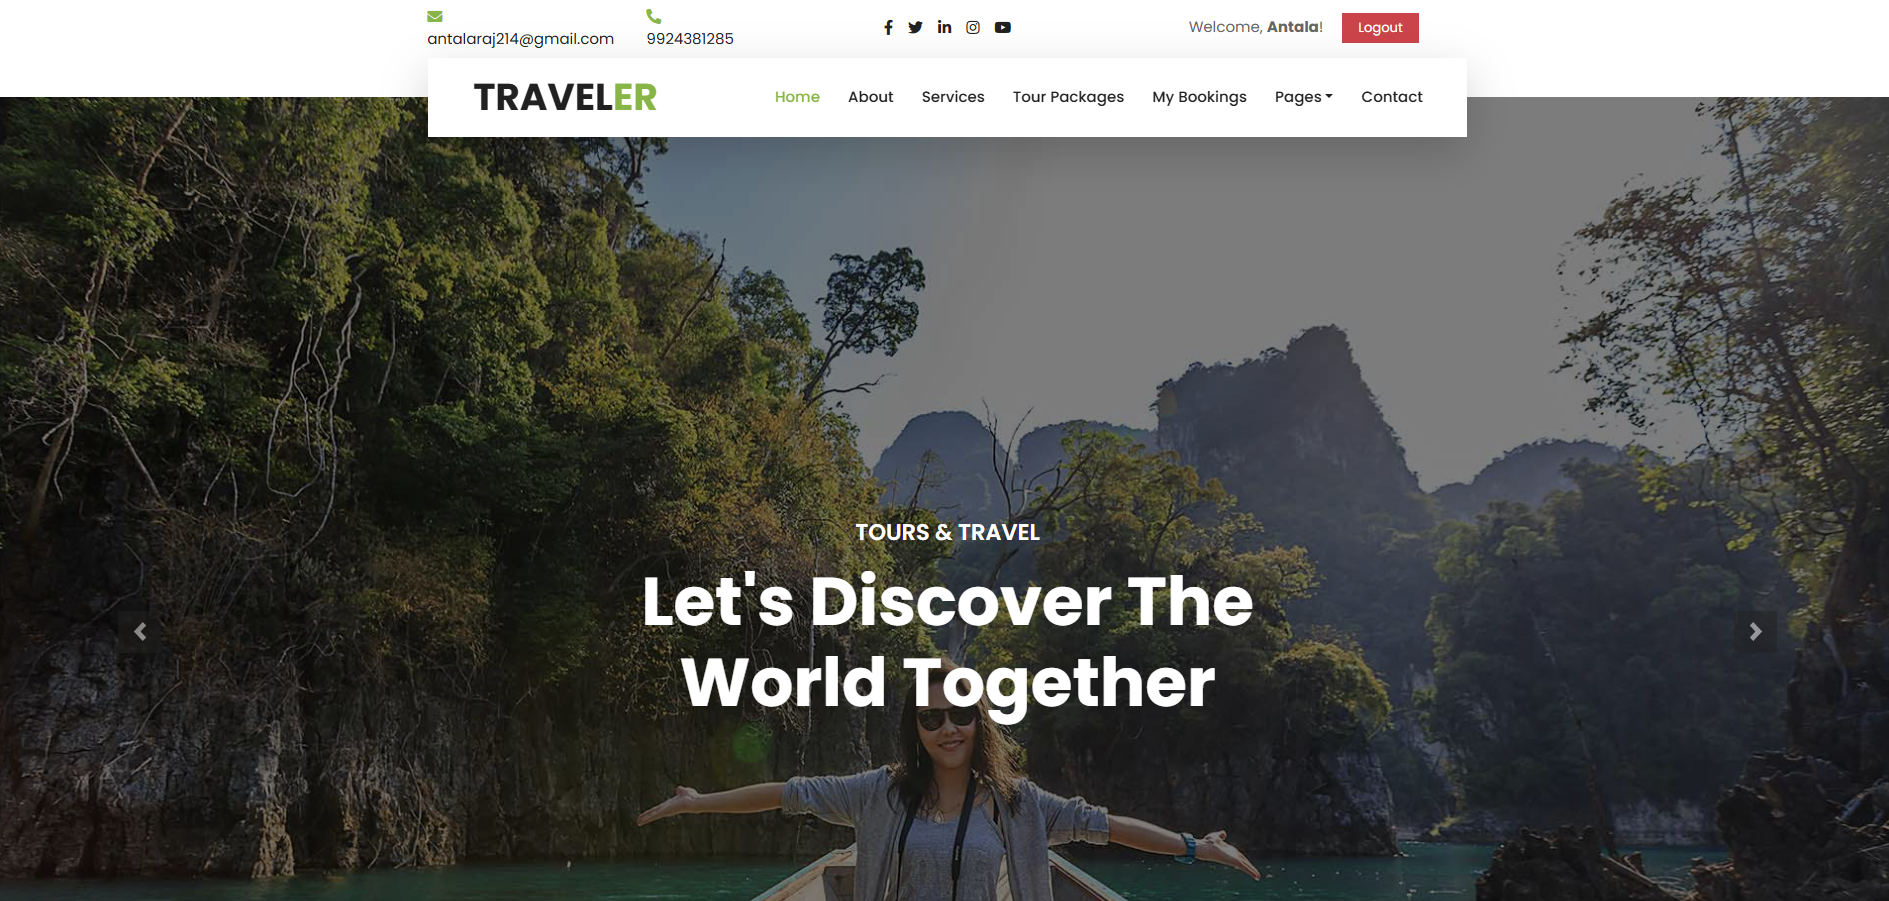 antalaraj214@gmail.com
9924381285
Welcome, Antala!
Logout
TRAVELER
Home
About
Services
Tour Packages
My Bookings
Pages
Contact
TOURS & TRAVEL
Let's Discover The
World Together